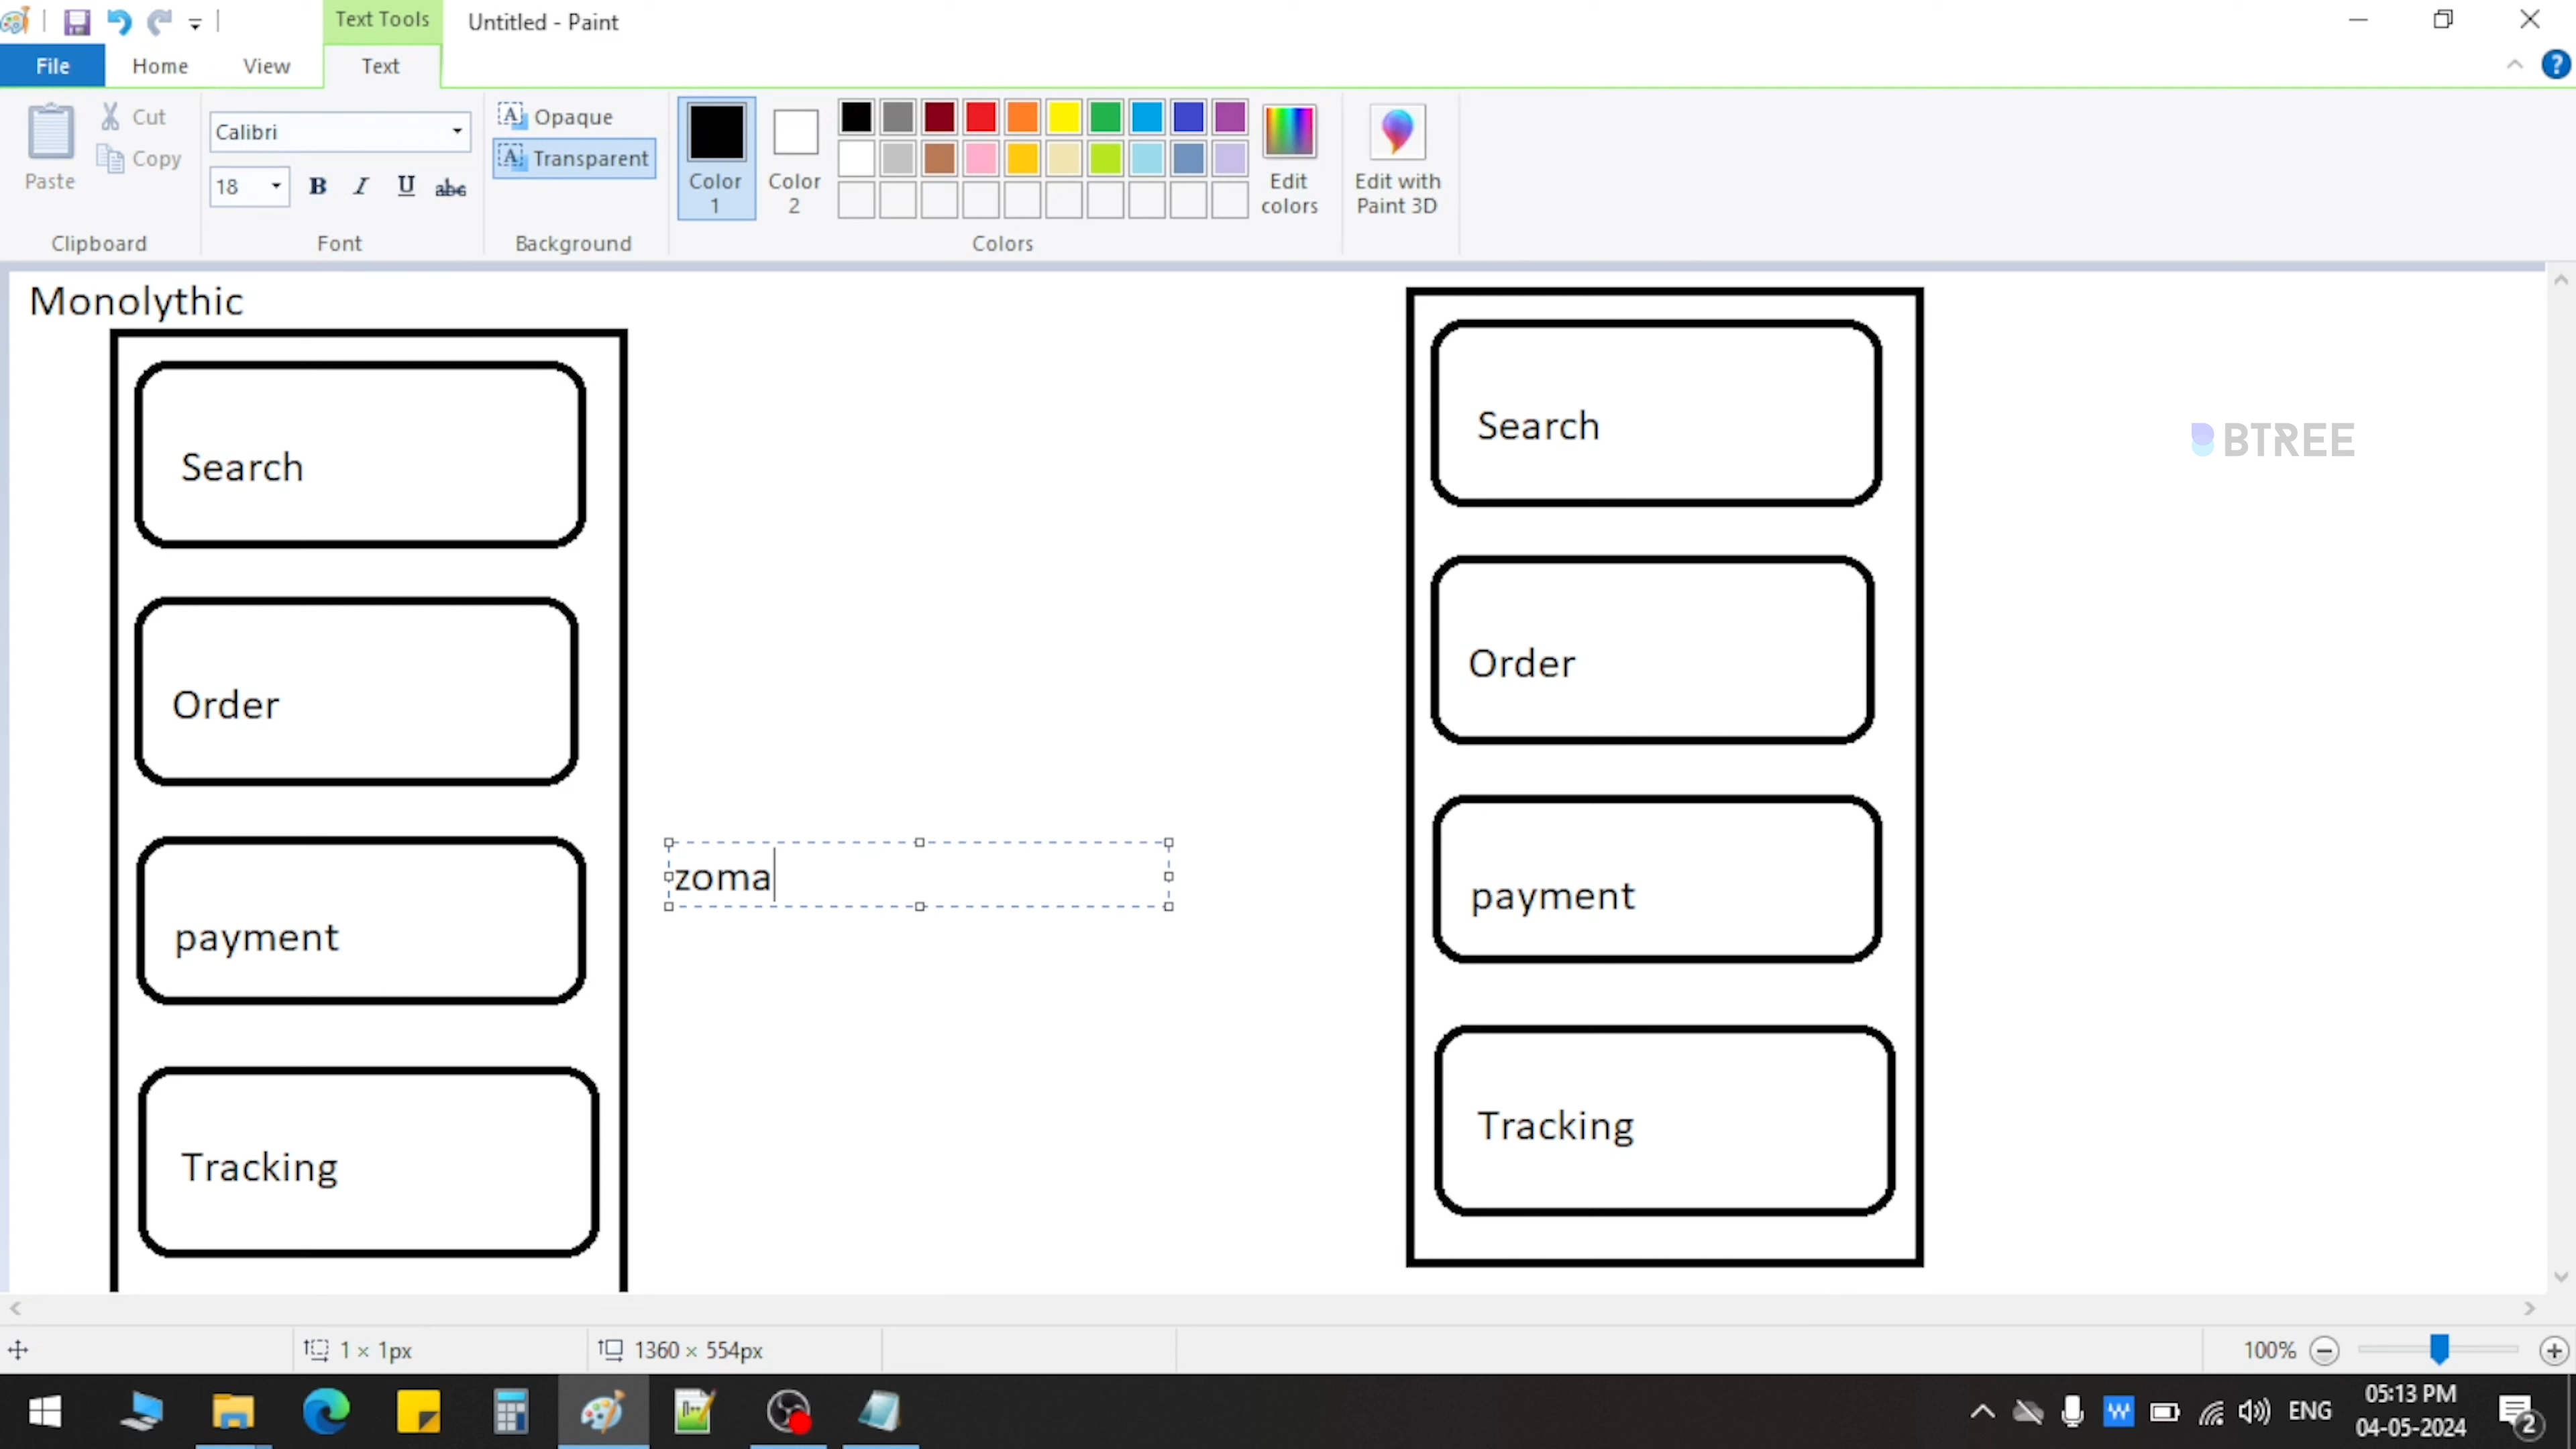 Text Tools
Untitled - Paint
File
Home
View
Text
Paste
Cut
Copy
Clipboard
Calibri
18
B
I
U
abc
Font
Opaque
Transparent
Background
Color
1
Color
2
Edit
colors
Colors
Edit with
Paint 3D
Monolythic
Search
Order
payment
Tracking
zoma
Search
Order
payment
Tracking
BTREE
1 × 1px
1360 × 554px
100%
ENG
05:13 PM
04-05-2024
2